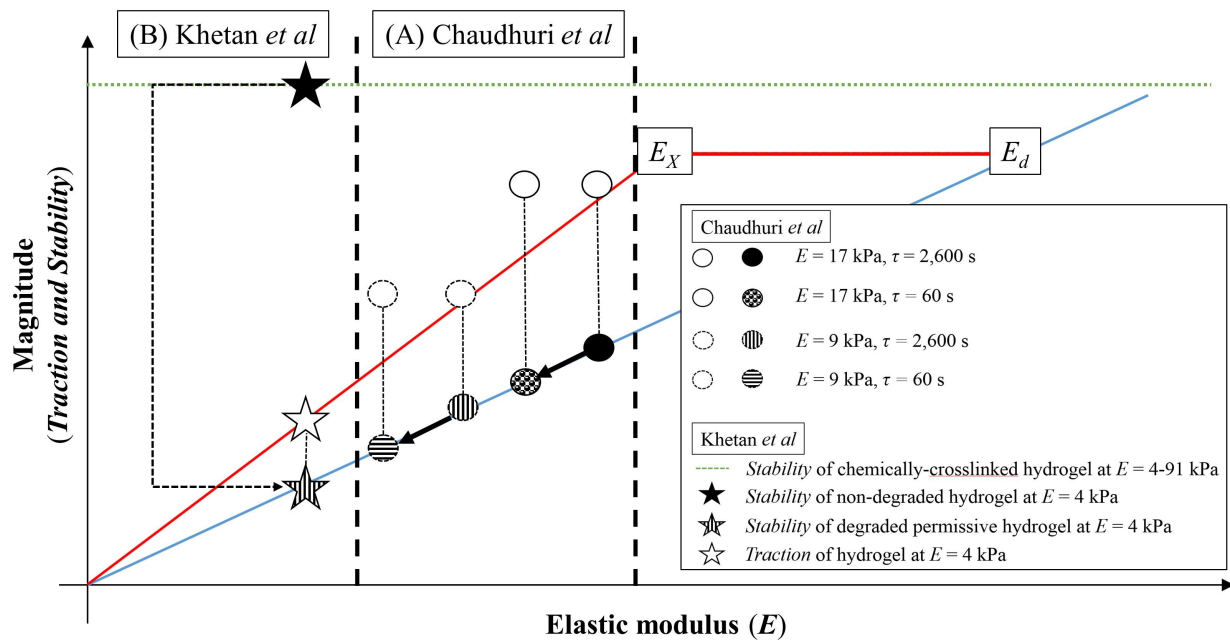 (B) Khetan et al
(A) Chaudhuri et al
Magnitude
(Traction and Stability)
E_X
E_d
Chaudhuri et al
E = 17 kPa, τ = 2,600 s
E = 17 kPa, τ = 60 s
E = 9 kPa, τ = 2,600 s
E = 9 kPa, τ = 60 s
Khetan et al
Stability of chemically-crosslinked hydrogel at E = 4-91 kPa
Stability of non-degraded hydrogel at E = 4 kPa
Stability of degraded permissive hydrogel at E = 4 kPa
Traction of hydrogel at E = 4 kPa
Elastic modulus (E)